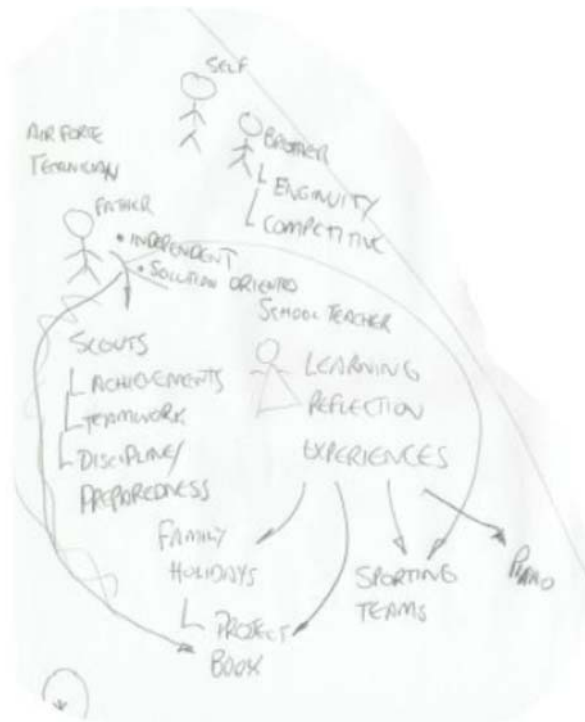 SELF
AIR FORCE
TECHNICIAN
BROTHER
ENGINUITY
COMPETITIVE
FATHER
• INDEPENDENT
• SOLUTION ORIENTED
SCHOOL TEACHER
SCOUTS
ACHIEVEMENTS
TEAMWORK
DISCIPLINE/
PREPAREDNESS
LEARNING
REFLECTION
EXPERIENCES
FAMILY
HOLIDAYS
PROJECT
BOOK
SPORTING
TEAMS
PIANO